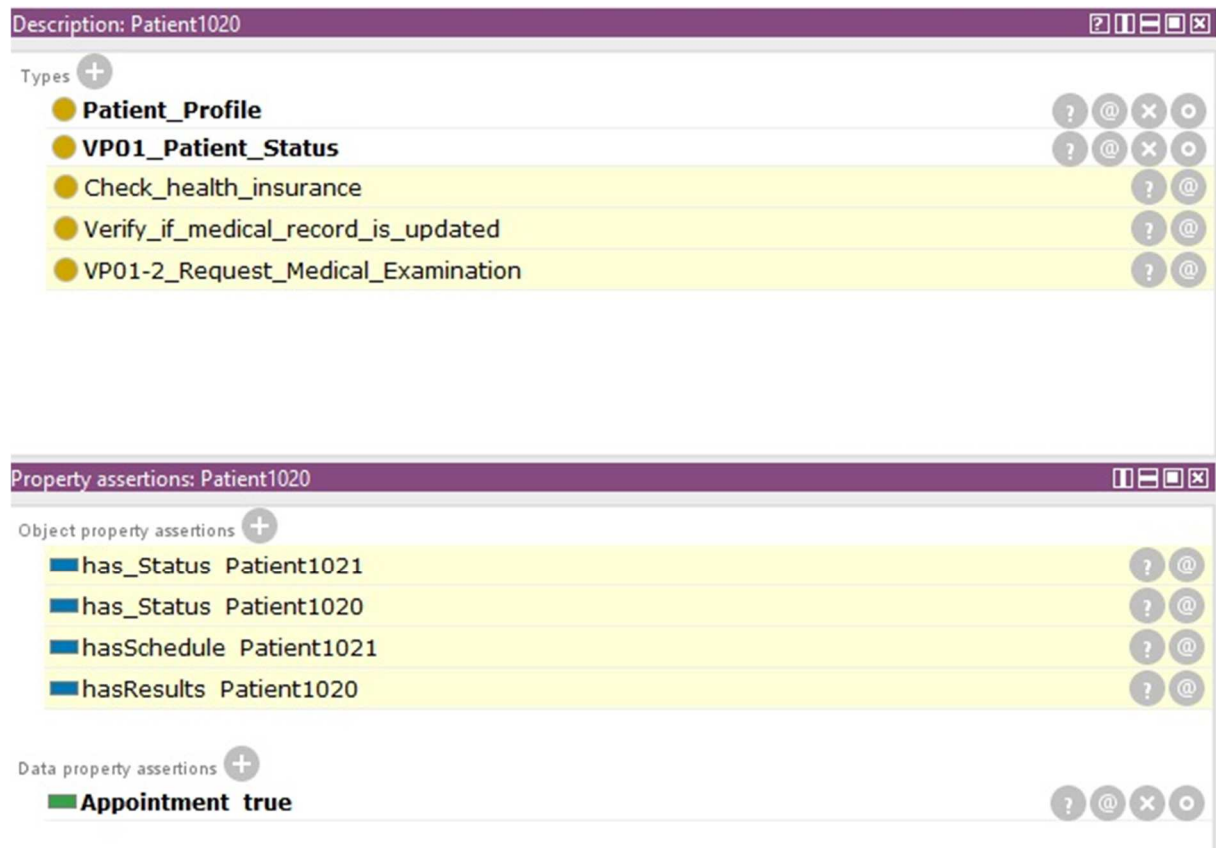 Description: Patient1020
Types
Patient_Profile
VP01_Patient_Status
Check_health_insurance
Verify_if_medical_record_is_updated
VP01-2_Request_Medical_Examination
Property assertions: Patient1020
Object property assertions
has_Status Patient1021
has_Status Patient1020
hasSchedule Patient1021
hasResults Patient1020
Data property assertions
Appointment true